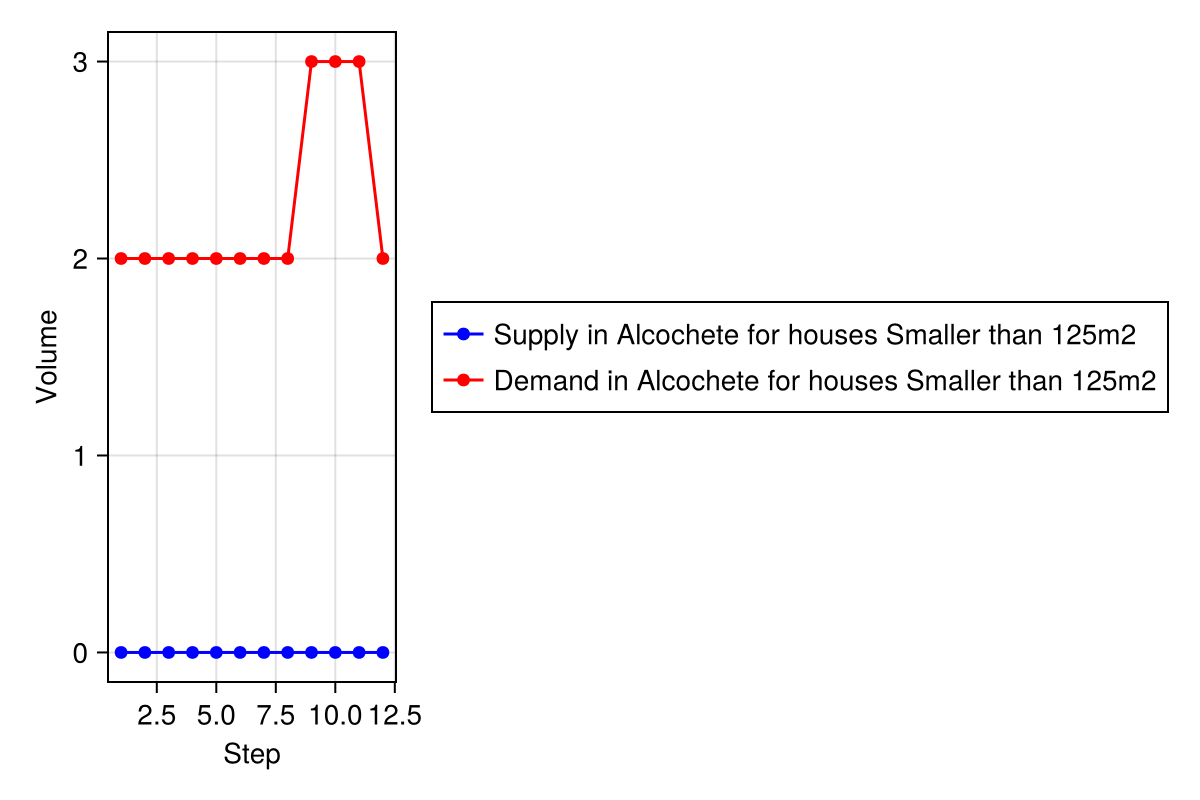 3
2
1
0
Volume
2.5 5.0 7.5 10.0 12.5
Step
Supply in Alcochete for houses Smaller than 125m2
Demand in Alcochete for houses Smaller than 125m2